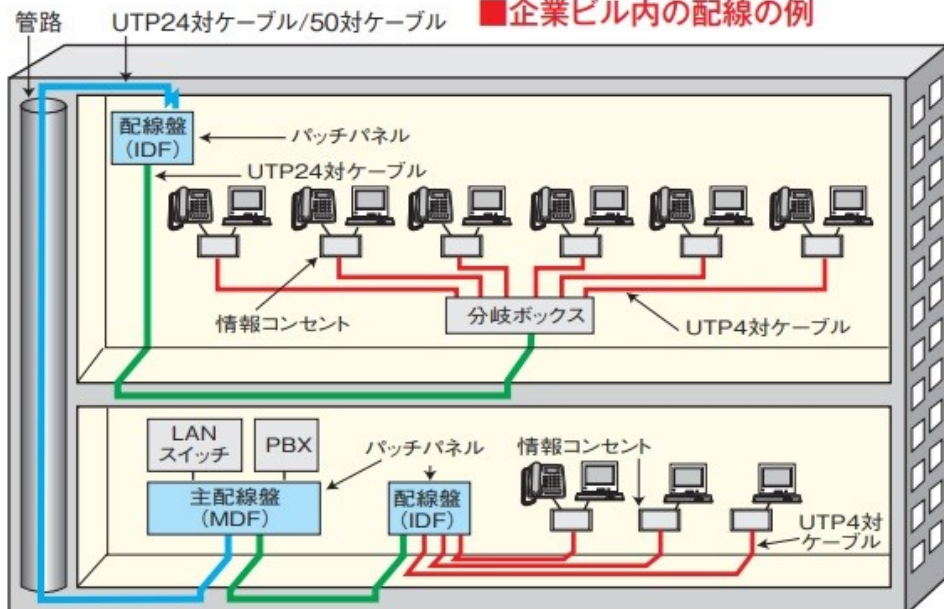 ■企業ビル内の配線の例
管路
UTP24対ケーブル/50対ケーブル
配線盤
(IDF)
パッチパネル
UTP24対ケーブル
情報コンセント
分岐ボックス
UTP4対ケーブル
LAN
スイッチ
PBX
パッチパネル
情報コンセント
主配線盤
(MDF)
配線盤
(IDF)
UTP4対
ケーブル